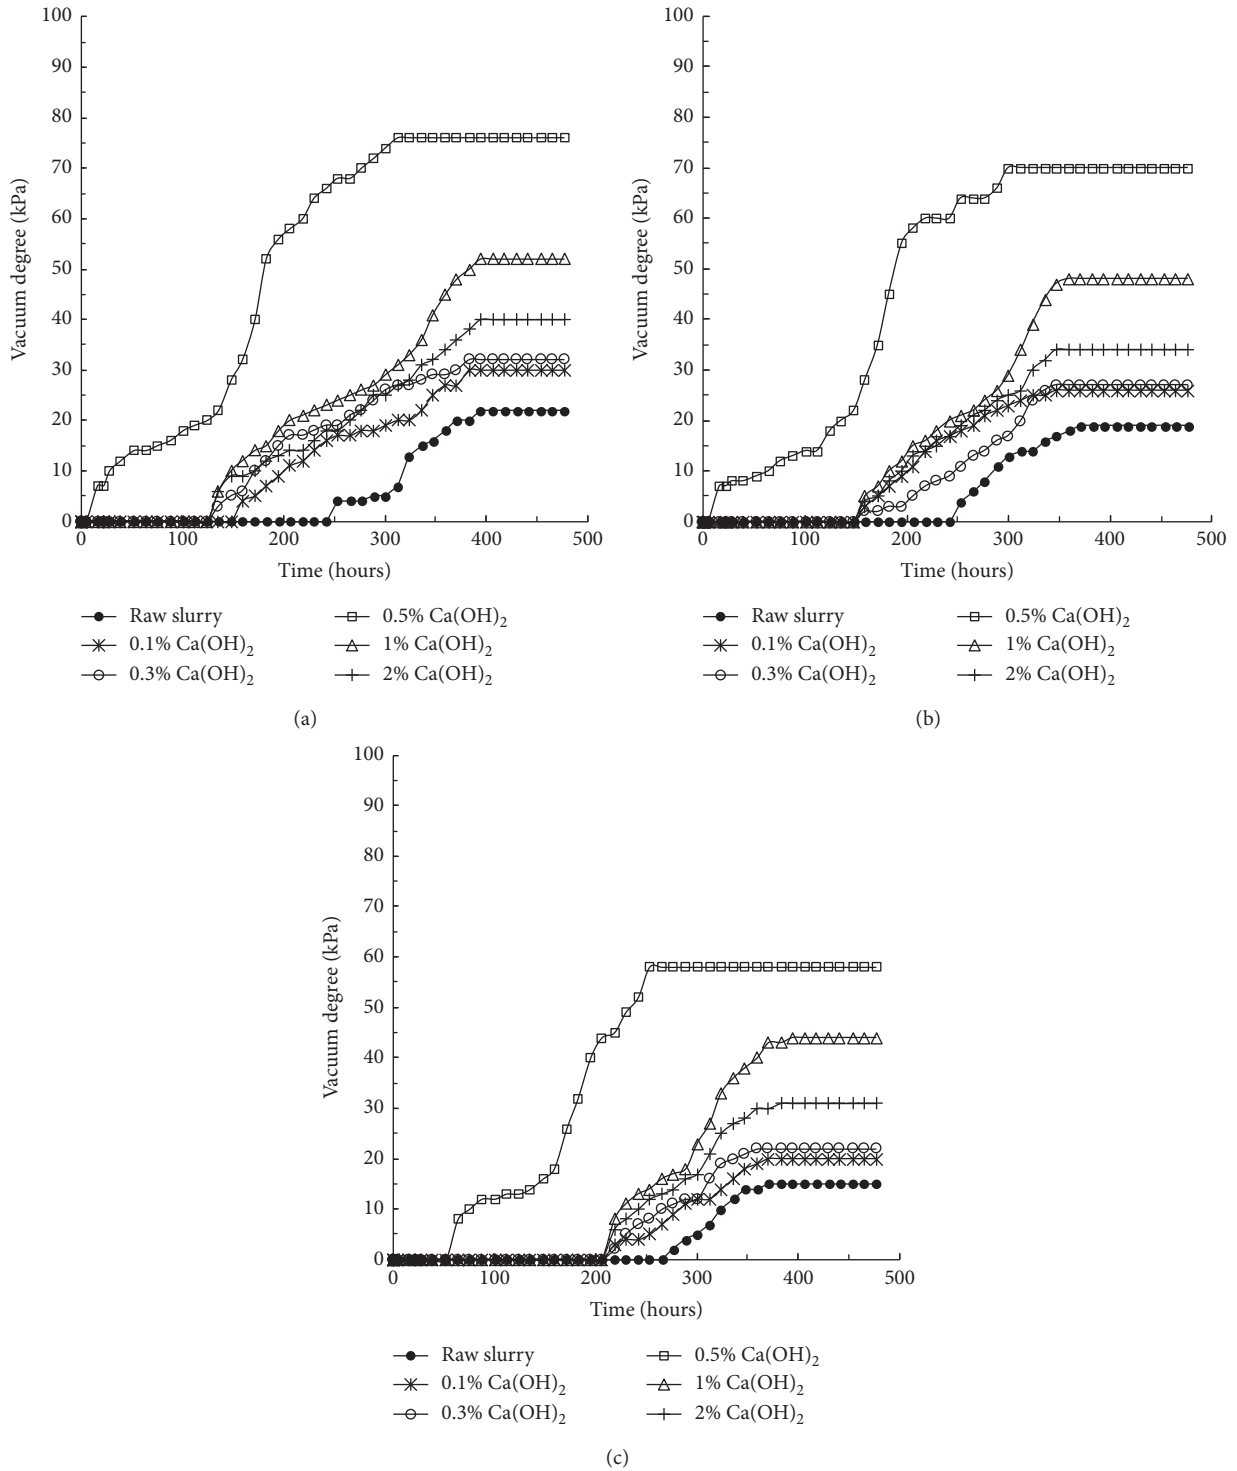 100
90
80
70
60
50
40
30
20
10
0
Vacuum degree (kPa)
0 100 200 300 400 500
Time (hours)
Raw slurry
0.1% Ca(OH)2
0.3% Ca(OH)2
0.5% Ca(OH)2
1% Ca(OH)2
2% Ca(OH)2
(a)
100
90
80
70
60
50
40
30
20
10
0
Vacuum degree (kPa)
0 100 200 300 400 500
Time (hours)
Raw slurry
0.1% Ca(OH)2
0.3% Ca(OH)2
0.5% Ca(OH)2
1% Ca(OH)2
2% Ca(OH)2
(b)
100
90
80
70
60
50
40
30
20
10
0
Vacuum degree (kPa)
0 100 200 300 400 500
Time (hours)
Raw slurry
0.1% Ca(OH)2
0.3% Ca(OH)2
0.5% Ca(OH)2
1% Ca(OH)2
2% Ca(OH)2
(c)